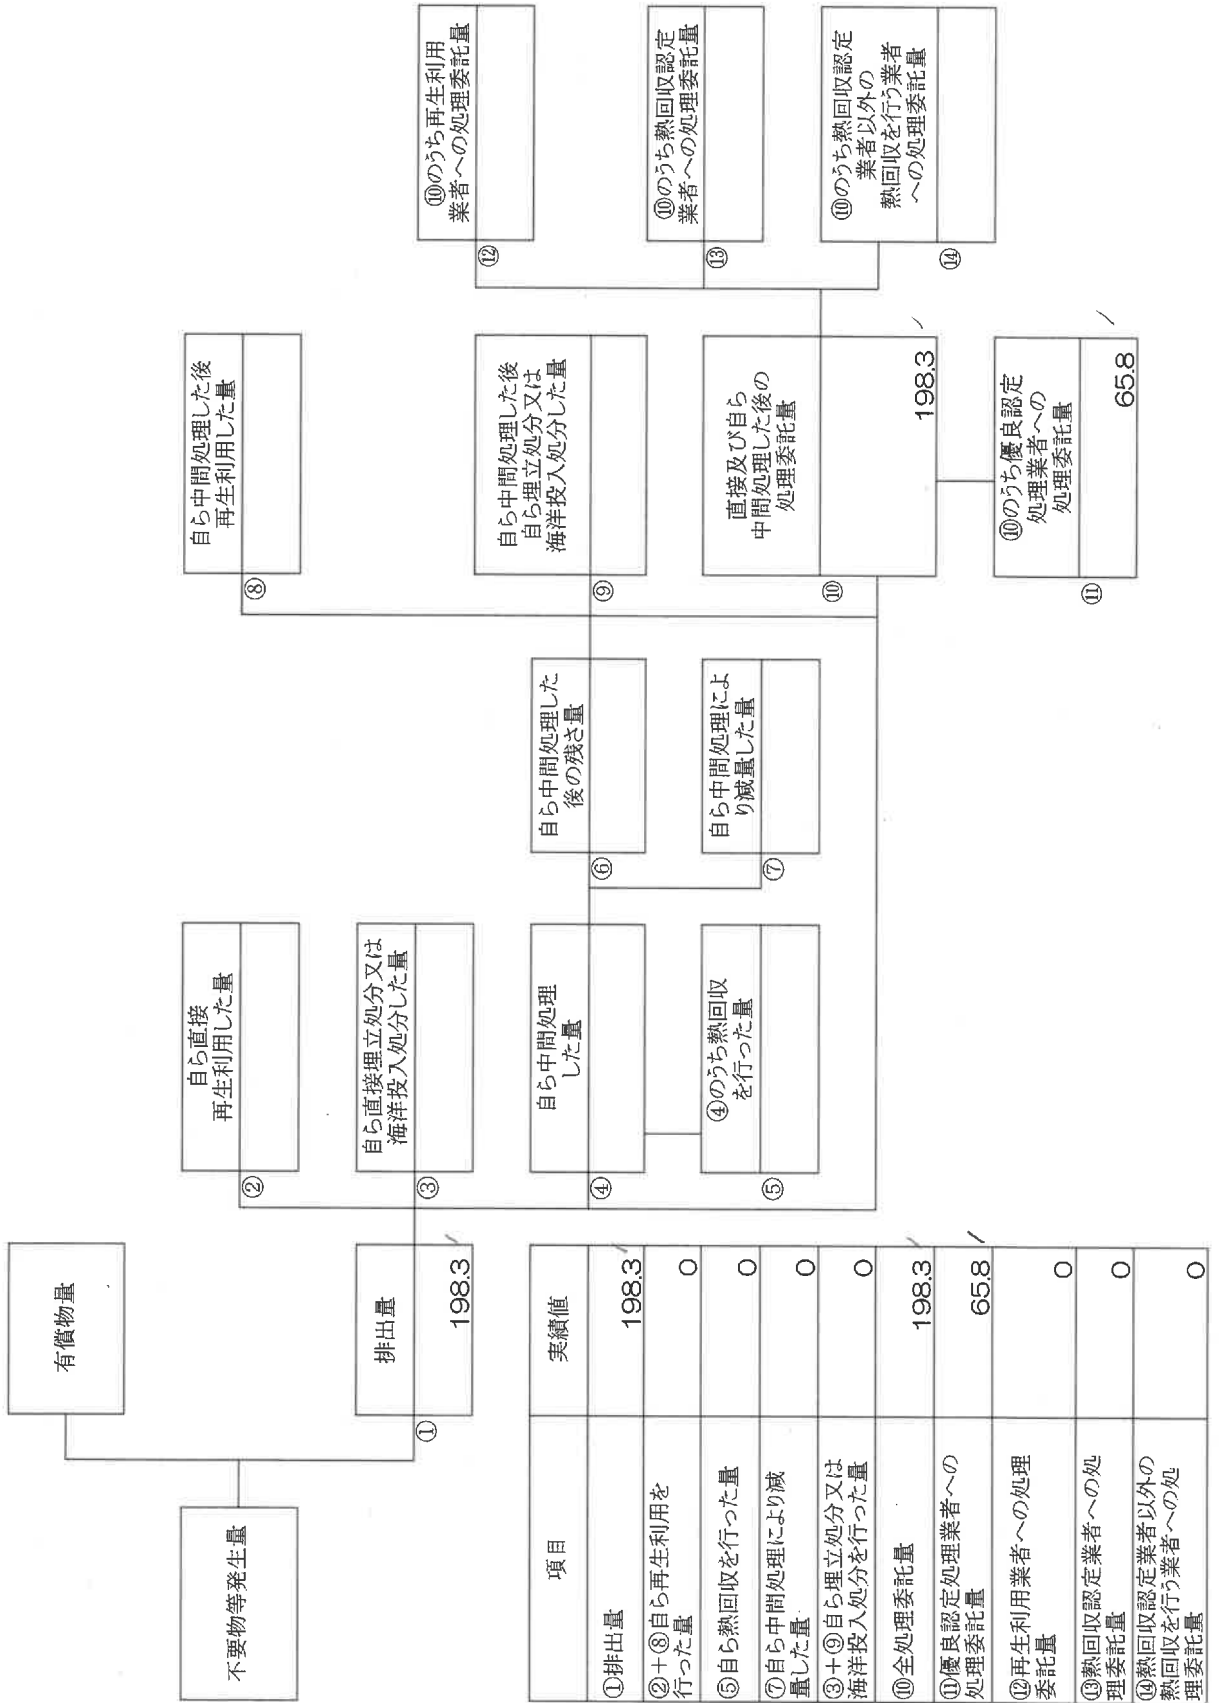 不要物等発生量
有償物量
①
排出量
198.3
②
自ら直接
再生利用した量
③
自ら直接埋立処分又は
海洋投入処分した量
④
自ら中間処理
した量
⑤
④のうち熱回収
を行った量
⑥
自ら中間処理した
後の残さ量
⑦
自ら中間処理によ
り減量した量
⑧
自ら中間処理した後
再生利用した量
⑨
自ら中間処理した後
自ら埋立処分又は
海洋投入処分した量
⑩
直接及び自ら
中間処理した後の
処理委託量
198.3
⑪
⑩のうち優良認定
処理業者への
処理委託量
65.8
⑫
⑩のうち再生利用
業者への処理委託量
⑬
⑩のうち熱回収認定
業者への処理委託量
⑭
⑩のうち熱回収認定
業者以外の
熱回収を行う業者
への処理委託量
項目
実績値
①排出量
198.3
②+⑧自ら再生利用を
行った量
0
⑤自ら熱回収を行った量
0
⑦自ら中間処理により減
量した量
0
③+⑨自ら埋立処分又は
海洋投入処分を行った量
0
⑩全処理委託量
198.3
⑪優良認定処理業者への
処理委託量
65.8
⑫再生利用業者への処理
委託量
0
⑬熱回収認定業者への処
理委託量
0
⑭熱回収認定業者以外の
熱回収を行う業者への処
理委託量
0